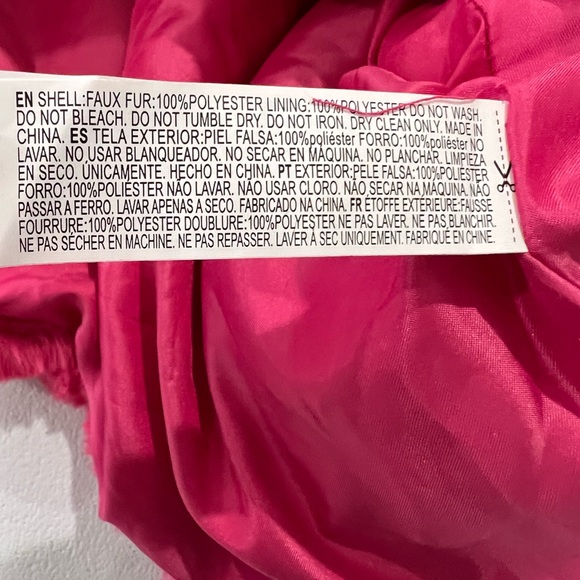 EN SHELL:FAUX FUR:100%POLYESTER LINING:100%POLYESTER DO NOT WASH.
DO NOT BLEACH. DO NOT TUMBLE DRY. DO NOT IRON. DRY CLEAN ONLY. MADE IN
CHINA. ES TELA EXTERIOR:PIEL FALSA:100%poliéster FORRO:100%poliéster NO
LAVAR. NO USAR BLANQUEADOR. NO SECAR EN MÁQUINA. NO PLANCHAR. LIMPIEZA
EN SECO. ÚNICAMENTE. HECHO EN CHINA. PT EXTERIOR:PELE FALSA:100%POLIÉSTER
FORRO:100%POLIÉSTER NÃO LAVAR. NÃO USAR CLORO. NÃO SECAR NA MÁQUINA. NÃO
PASSAR A FERRO. LAVAR APENAS A SECO. FABRICADO NA CHINA. FR ÉTOFFE EXTÉRIEURE:FAUSSE
FOURRURE:100%POLYESTER DOUBLURE:100%POLYESTER NE PAS LAVER. NE PAS BLANCHIR.
NE PAS SÉCHER EN MACHINE. NE PAS REPASSER. LAVER À SEC UNIQUEMENT. FABRIQUÉ EN CHINE.